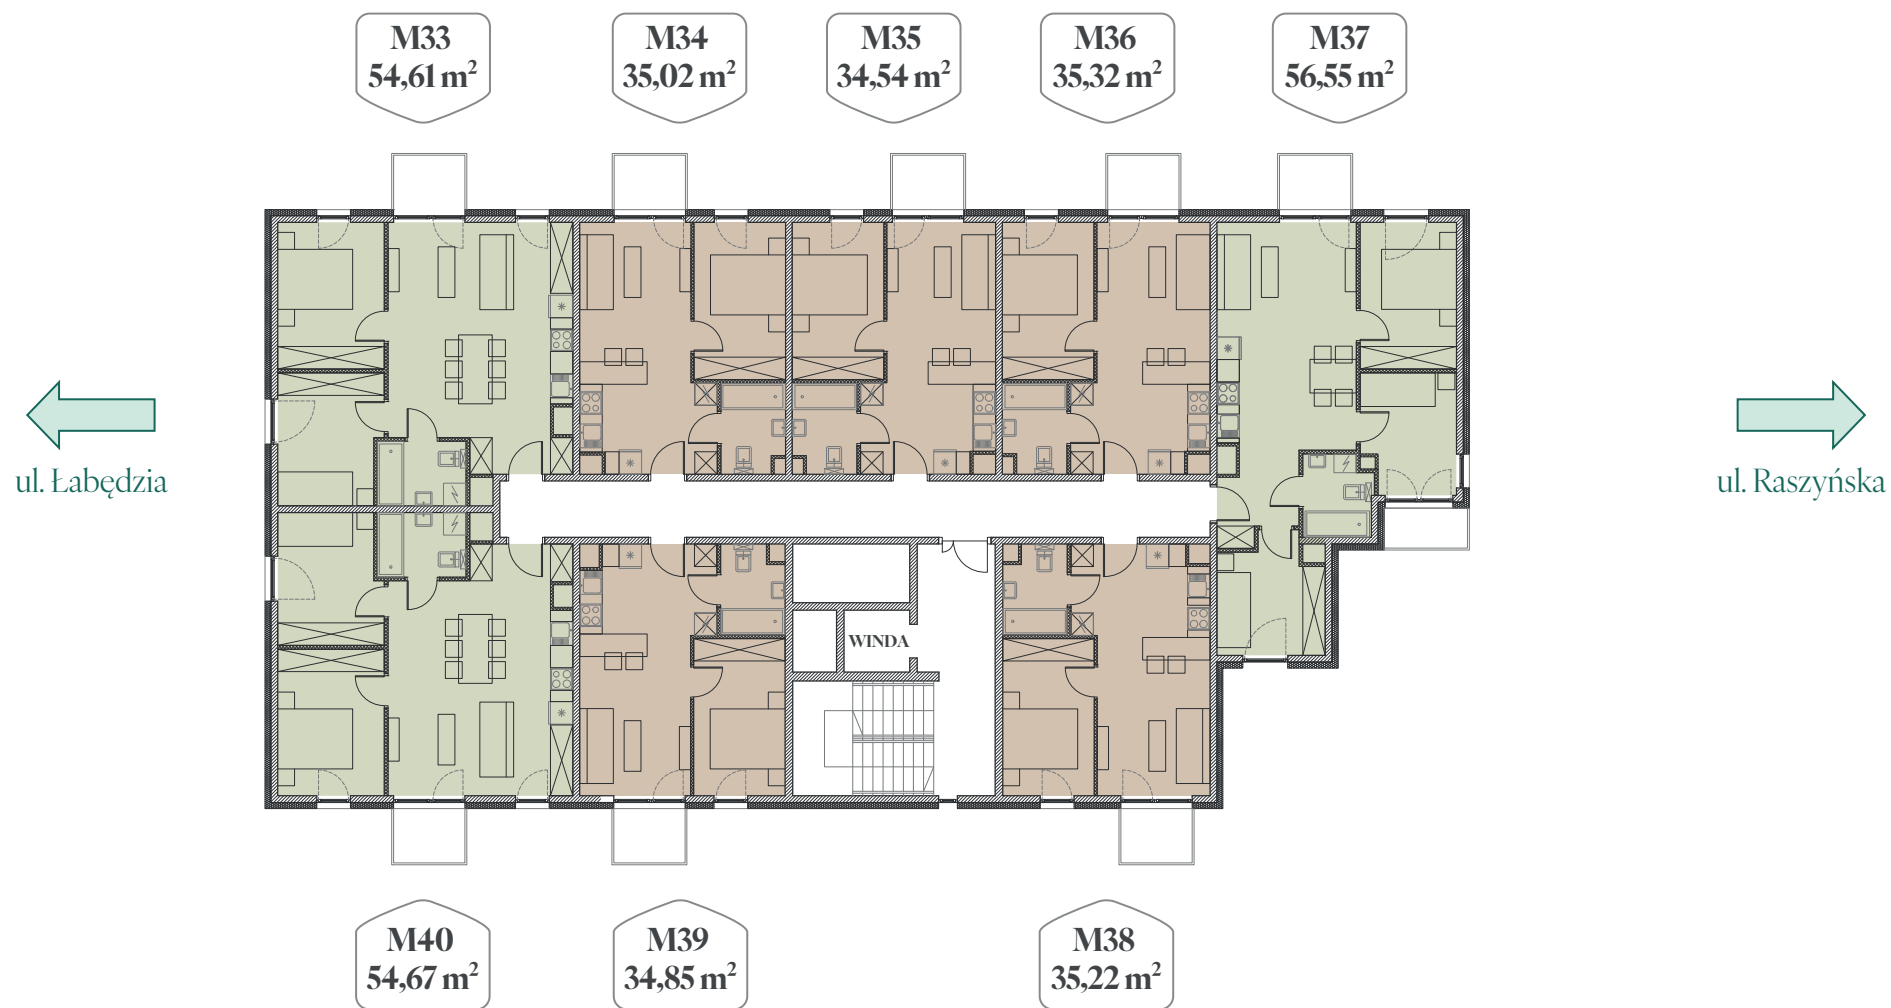 M33
54,61 m²
M34
35,02 m²
M35
34,54 m²
M36
35,32 m²
M37
56,55 m²
ul. Łabędzia
ul. Raszyńska
WINDA
M40
54,67 m²
M39
34,85 m²
M38
35,22 m²